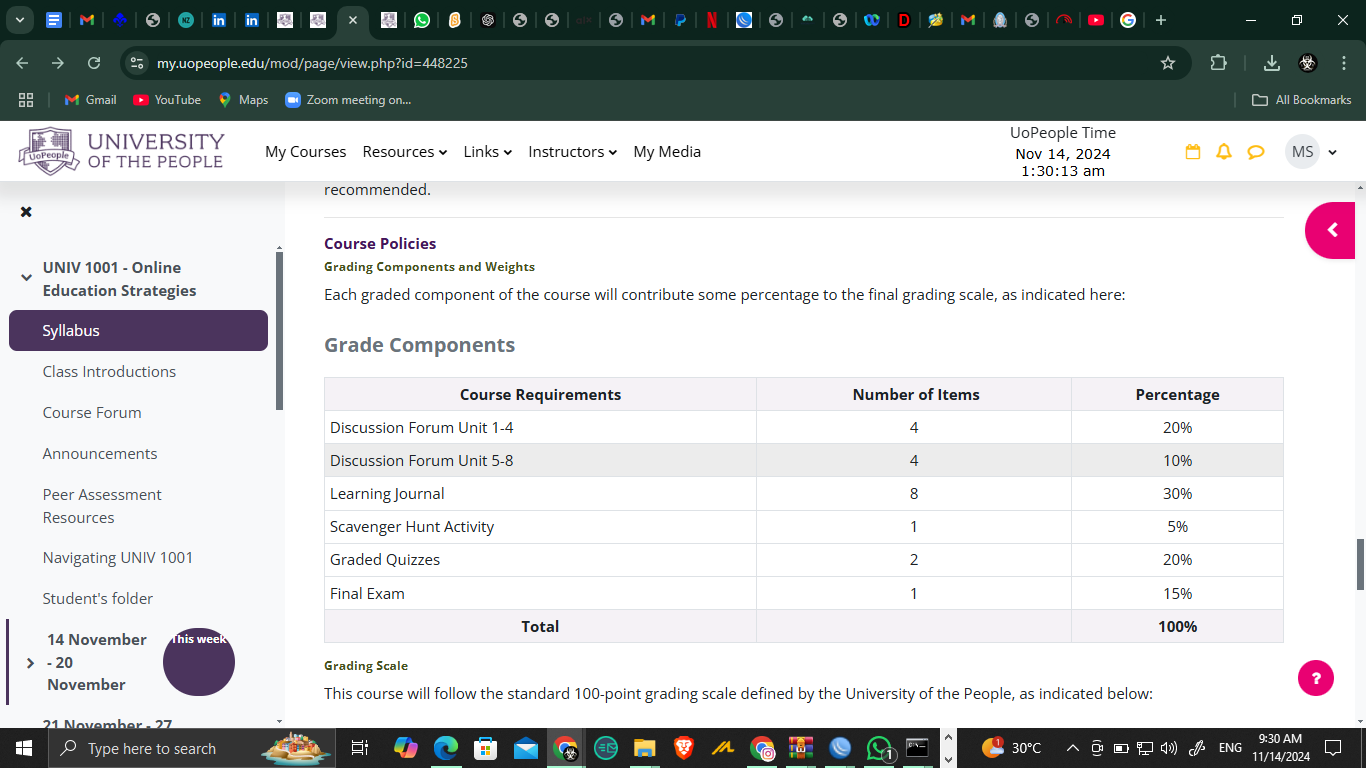 my.uopeople.edu/mod/page/view.php?id=448225
Gmail
YouTube
Maps
Zoom meeting on...
All Bookmarks
UoPeople
UNIVERSITY
OF THE PEOPLE
My Courses
Resources
Links
Instructors
My Media
UoPeople Time
Nov 14, 2024
1:30:13 am
MS
recommended.
UNIV 1001 - Online
Education Strategies
Syllabus
Class Introductions
Course Forum
Announcements
Peer Assessment
Resources
Navigating UNIV 1001
Student's folder
14 November
- 20
November
This week
21 November - 27
Course Policies
Grading Components and Weights
Each graded component of the course will contribute some percentage to the final grading scale, as indicated here:
Grade Components
Course Requirements Number of Items Percentage
Discussion Forum Unit 1-4 4 20%
Discussion Forum Unit 5-8 4 10%
Learning Journal 8 30%
Scavenger Hunt Activity 1 5%
Graded Quizzes 2 20%
Final Exam 1 15%
Total 100%
Grading Scale
This course will follow the standard 100-point grading scale defined by the University of the People, as indicated below:
?
Type here to search
1
1
30°C
ENG
9:30 AM
11/14/2024